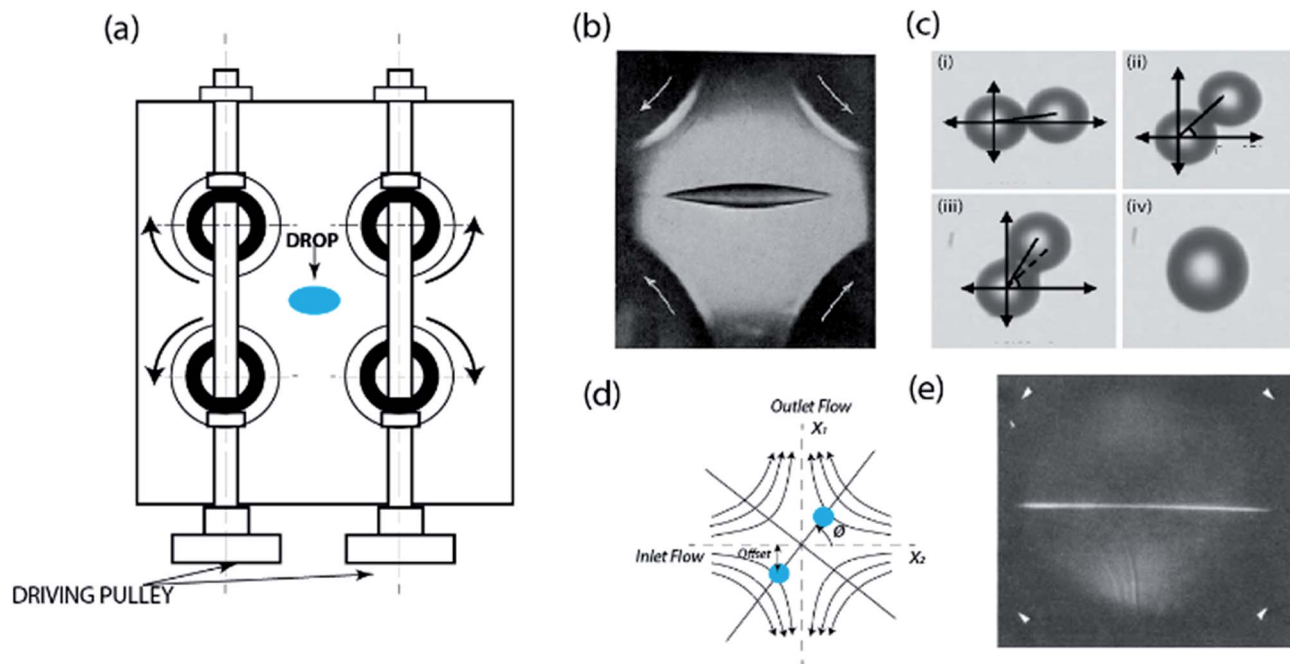 (a)
DROP
DRIVING PULLEY
(b)
(c)
(i)
(ii)
(iii)
(iv)
(d)
Outlet Flow
X₁
Offset
Ø
Inlet Flow
X₂
(e)